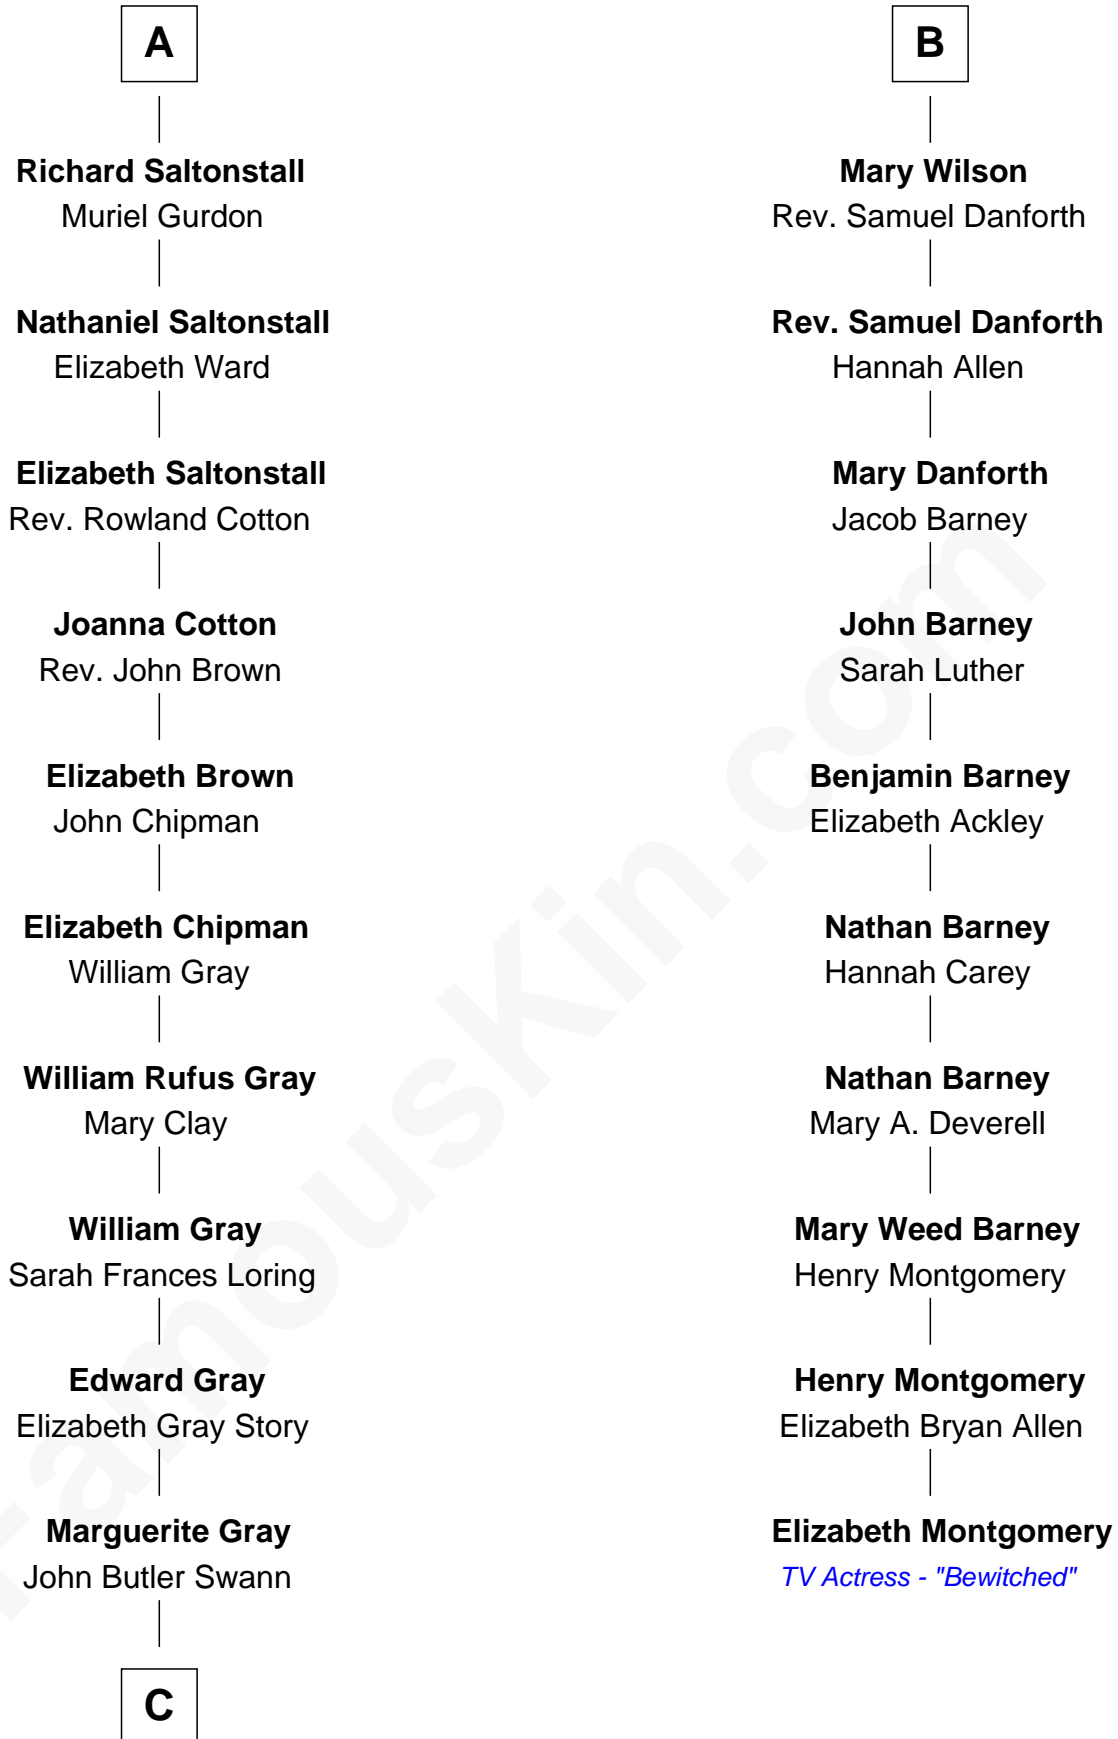 A
Richard Saltonstall
Muriel Gurdon
Nathaniel Saltonstall
Elizabeth Ward
Elizabeth Saltonstall
Rev. Rowland Cotton
Joanna Cotton
Rev. John Brown
Elizabeth Brown
John Chipman
Elizabeth Chipman
William Gray
William Rufus Gray
Mary Clay
William Gray
Sarah Frances Loring
Edward Gray
Elizabeth Gray Story
Marguerite Gray
John Butler Swann
C
B
Mary Wilson
Rev. Samuel Danforth
Rev. Samuel Danforth
Hannah Allen
Mary Danforth
Jacob Barney
John Barney
Sarah Luther
Benjamin Barney
Elizabeth Ackley
Nathan Barney
Hannah Carey
Nathan Barney
Mary A. Deverell
Mary Weed Barney
Henry Montgomery
Henry Montgomery
Elizabeth Bryan Allen
Elizabeth Montgomery
TV Actress - "Bewitched"
FamousKin.com